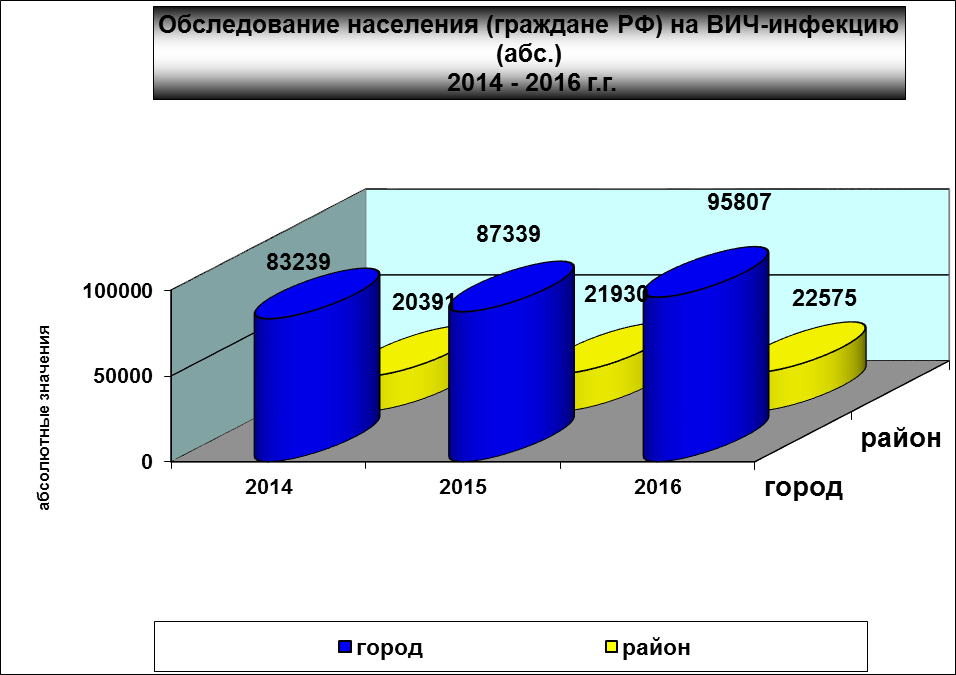 Обследование населения (граждане РФ) на ВИЧ-инфекцию
(абс.)
2014 - 2016 г.г.
95807
87339
83239
20391
21930
22575
100000
50000
0
абсолютные значения
2014
2015
2016
город
район
город
район